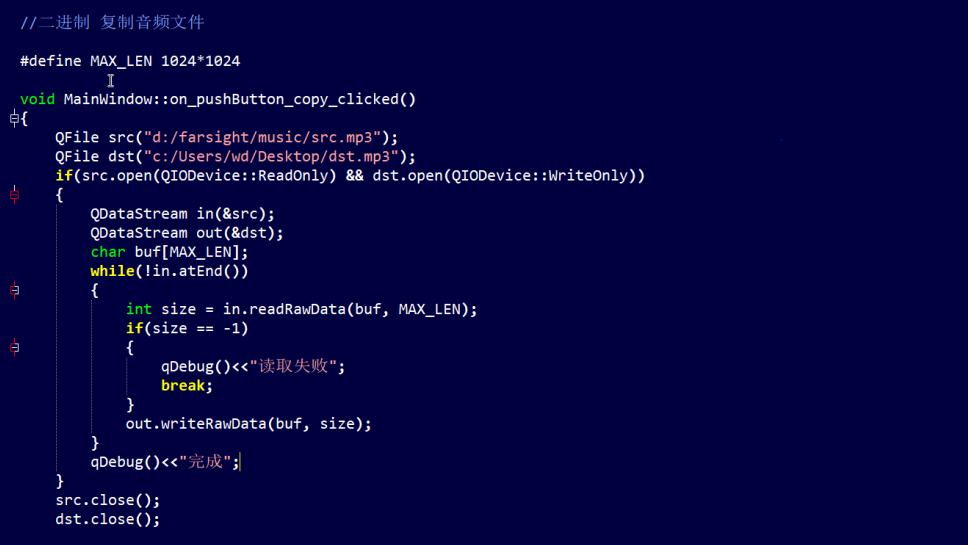 //二进制 复制音频文件
#define MAX_LEN 1024*1024
void MainWindow::on_pushButton_copy_clicked()
{
QFile src("d:/farsight/music/src.mp3");
QFile dst("c:/Users/wd/Desktop/dst.mp3");
if(src.open(QIODevice::ReadOnly) && dst.open(QIODevice::WriteOnly))
{
QDataStream in(&src);
QDataStream out(&dst);
char buf[MAX_LEN];
while(!in.atEnd())
{
int size = in.readRawData(buf, MAX_LEN);
if(size == -1)
{
qDebug()<<"读取失败";
break;
}
out.writeRawData(buf, size);
}
qDebug()<<"完成";
}
src.close();
dst.close();